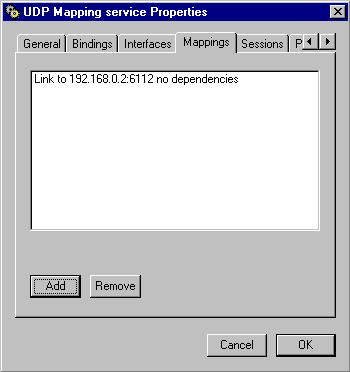 UDP Mapping service Properties
General Bindings Interfaces Mappings Sessions P
Link to 192.168.0.2:6112 no dependencies
Add Remove
Cancel OK